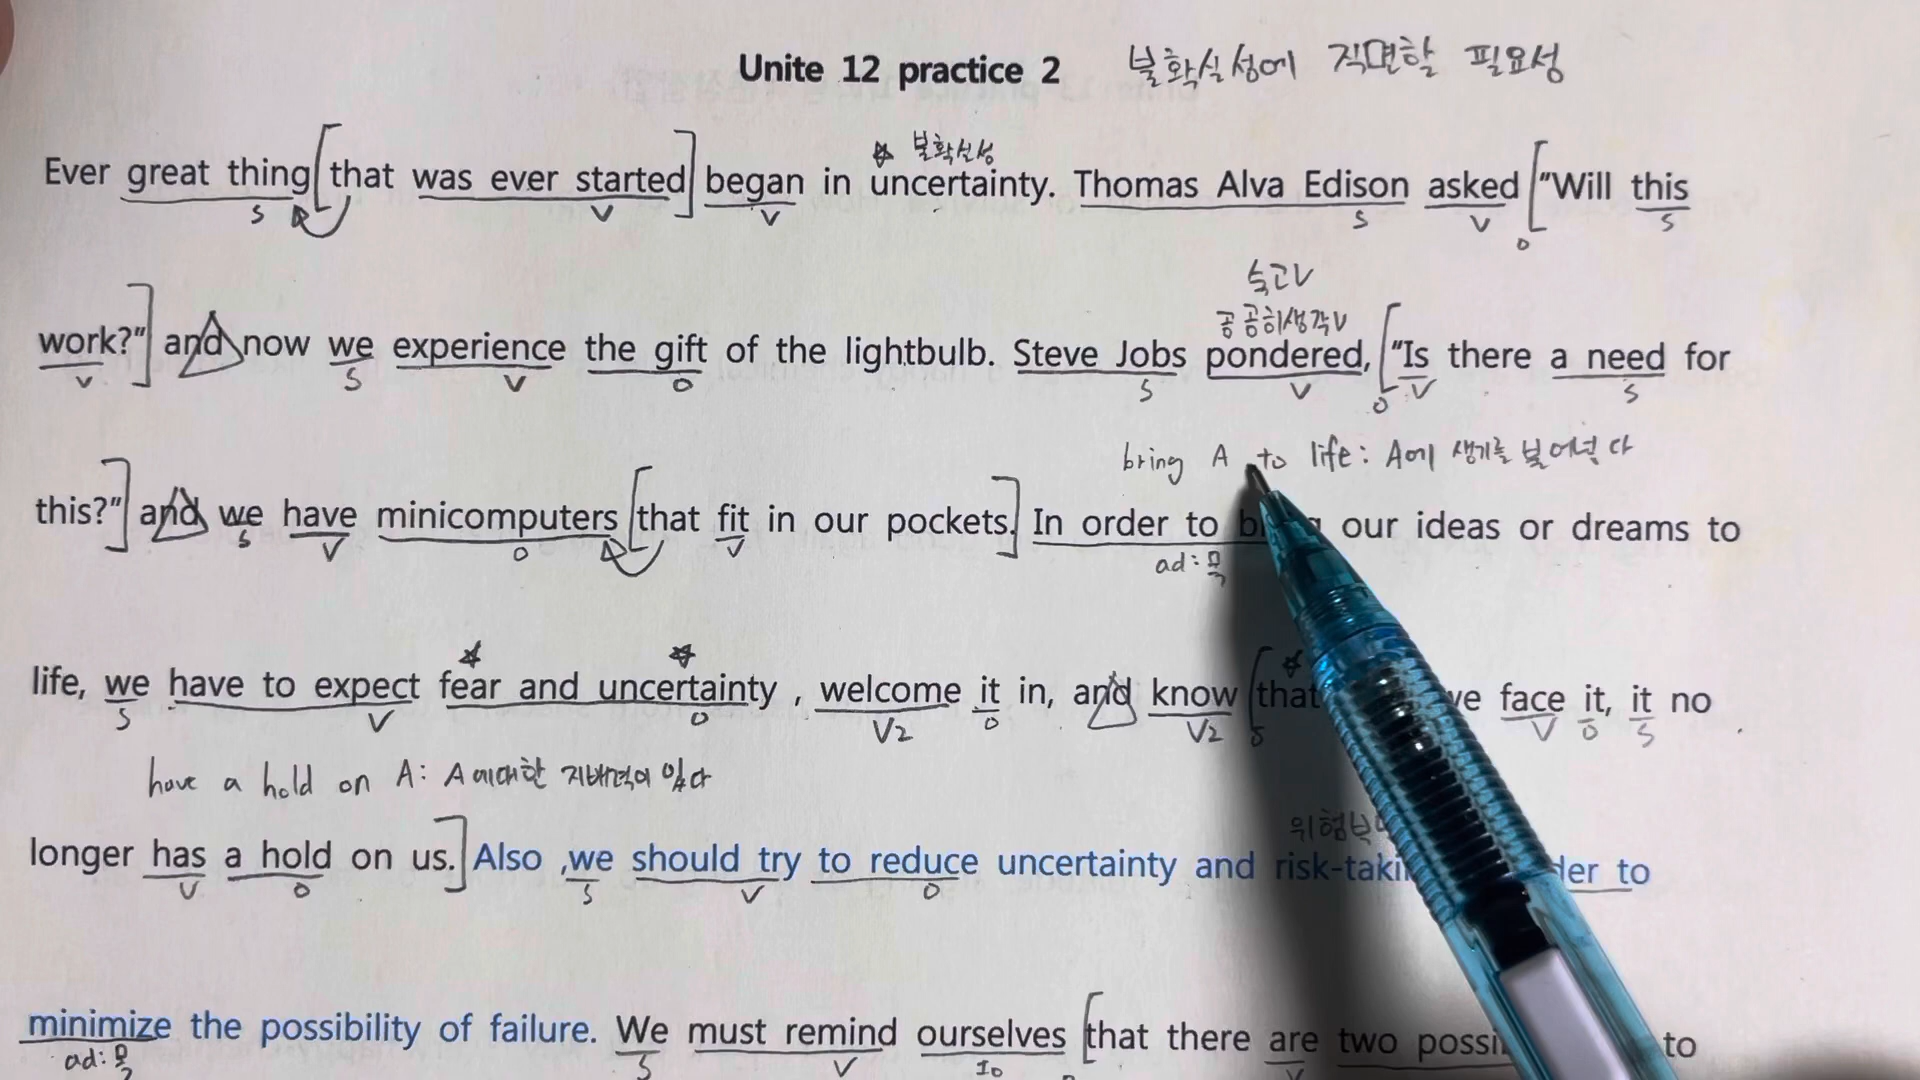 Unite 12 practice 2 불확실성에 직면할 필요성
불확실성
Ever great thing [that was ever started] began in uncertainty. Thomas Alva Edison asked ["Will this
S V V S V O S
숙고V
곰곰히생각V
work?"] and now we experience the gift of the lightbulb. Steve Jobs pondered, ["Is there a need for
V S V O S V O V S
bring A to life: A에 생기를 불어넣다
this?"] and we have minicomputers [that fit in our pockets.] In order to our ideas or dreams to
S V O V ad:목
life, we have to expect fear and uncertainty , welcome it in, and know [that we face it, it no
S V O V2 O V2 O V O S
have a hold on A: A에대한 지배력이 있다
위험부
longer has a hold on us.] Also ,we should try to reduce uncertainty and risk-taki der to
V O S V O
minimize the possibility of failure. We must remind ourselves [that there are two possi to
ad:목 S V IO V